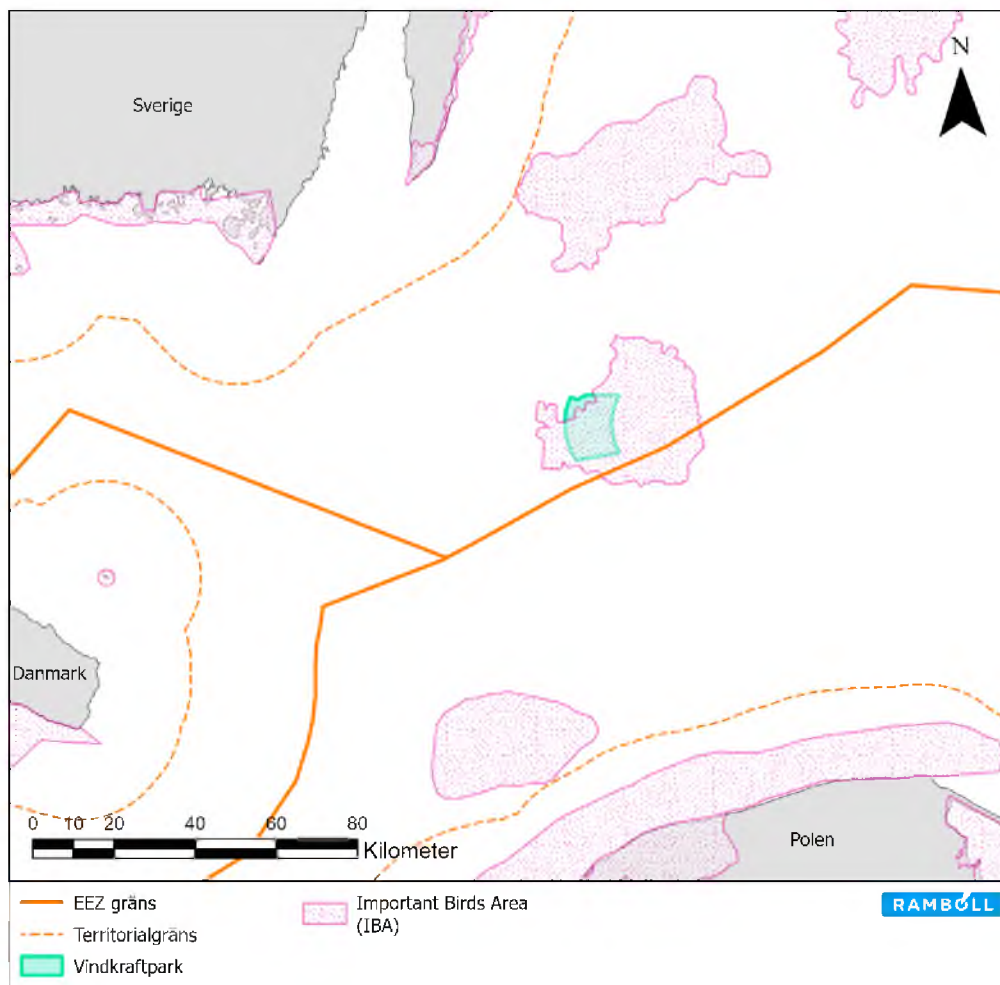 Sverige
N
Danmark
0 10 20 40 60 80
Kilometer
Polen
EEZ gräns
Territorialgräns
Vindkraftpark
Important Birds Area
(IBA)
RAMBOLL